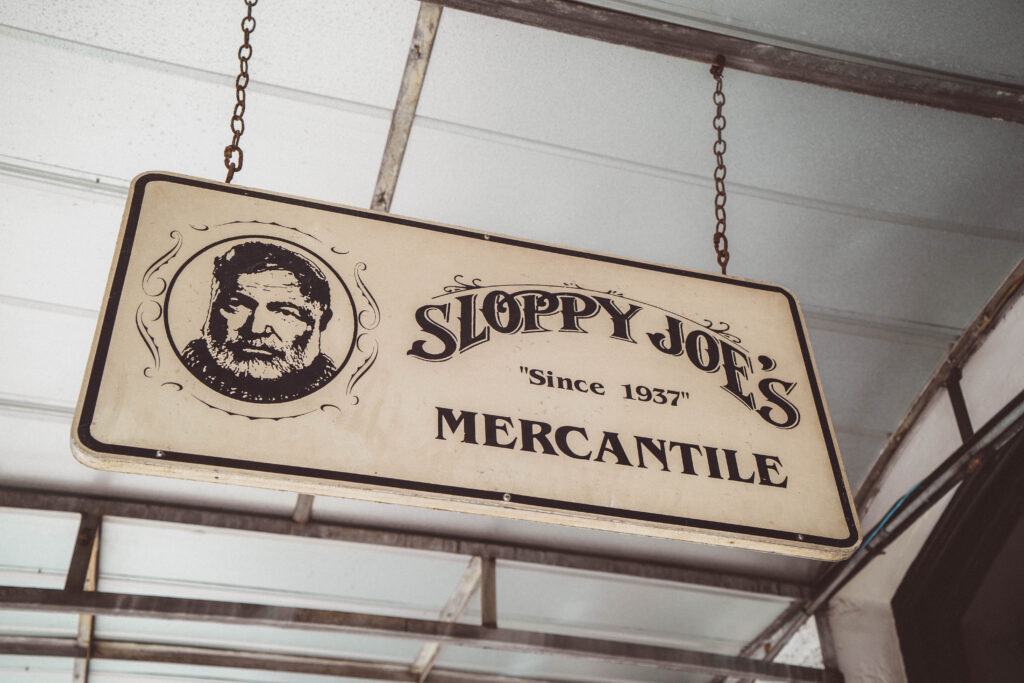 SLOPPY JOE'S
"Since 1937"
MERCANTILE